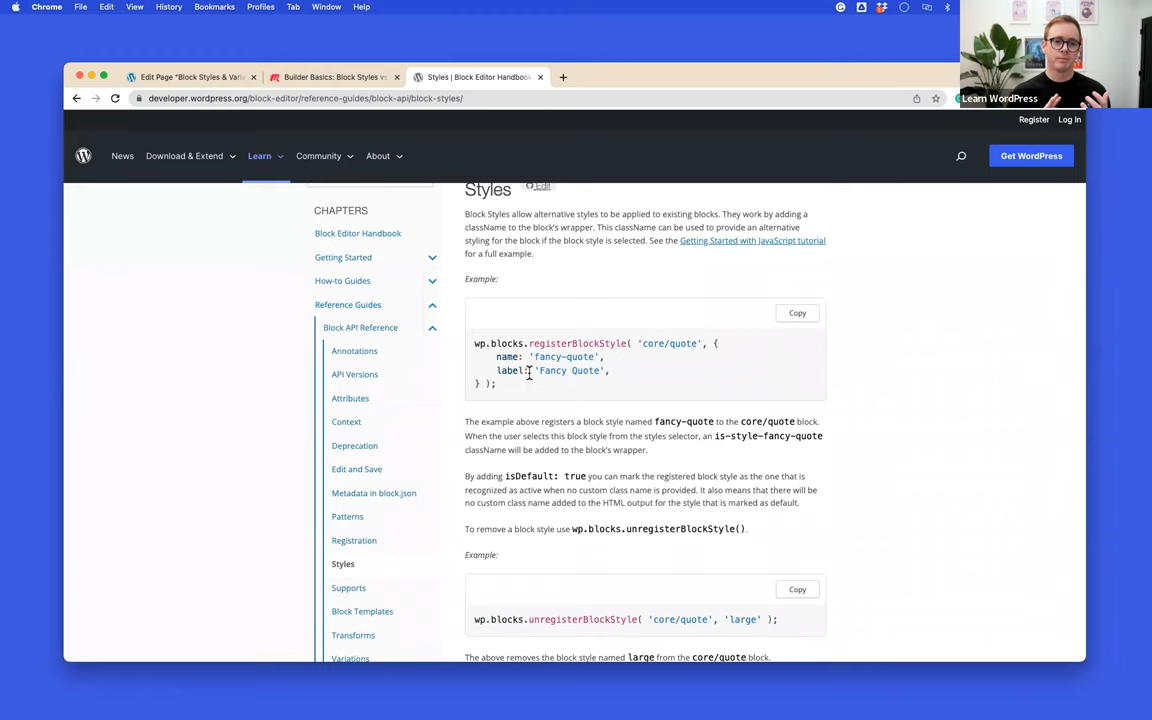 Chrome File Edit View History Bookmarks Profiles Tab Window Help
Edit Page "Block Styles & Varia
Builder Basics: Block Styles vs
Styles | Block Editor Handbook
developer.wordpress.org/block-editor/reference-guides/block-api/block-styles/
Learn WordPress
Register Log In
News Download & Extend Learn Community About
Get WordPress
CHAPTERS
Block Editor Handbook
Getting Started
How-to Guides
Reference Guides
Block API Reference
Annotations
API Versions
Attributes
Context
Deprecation
Edit and Save
Metadata in block.json
Patterns
Registration
Styles
Supports
Block Templates
Transforms
Variations
Styles Edit
Block Styles allow alternative styles to be applied to existing blocks. They work by adding a
className to the block's wrapper. This className can be used to provide an alternative
styling for the block if the block style is selected. See the Getting Started with JavaScript tutorial
for a full example.
Example:
Copy
wp.blocks.registerBlockStyle( 'core/quote', {
name: 'fancy-quote',
label: 'Fancy Quote',
} );
The example above registers a block style named fancy-quote to the core/quote block.
When the user selects this block style from the styles selector, an is-style-fancy-quote
className will be added to the block's wrapper.
By adding isDefault: true you can mark the registered block style as the one that is
recognized as active when no custom class name is provided. It also means that there will be
no custom class name added to the HTML output for the style that is marked as default.
To remove a block style use wp.blocks.unregisterBlockStyle().
Example:
Copy
wp.blocks.unregisterBlockStyle( 'core/quote', 'large' );
The above removes the block style named large from the core/quote block.